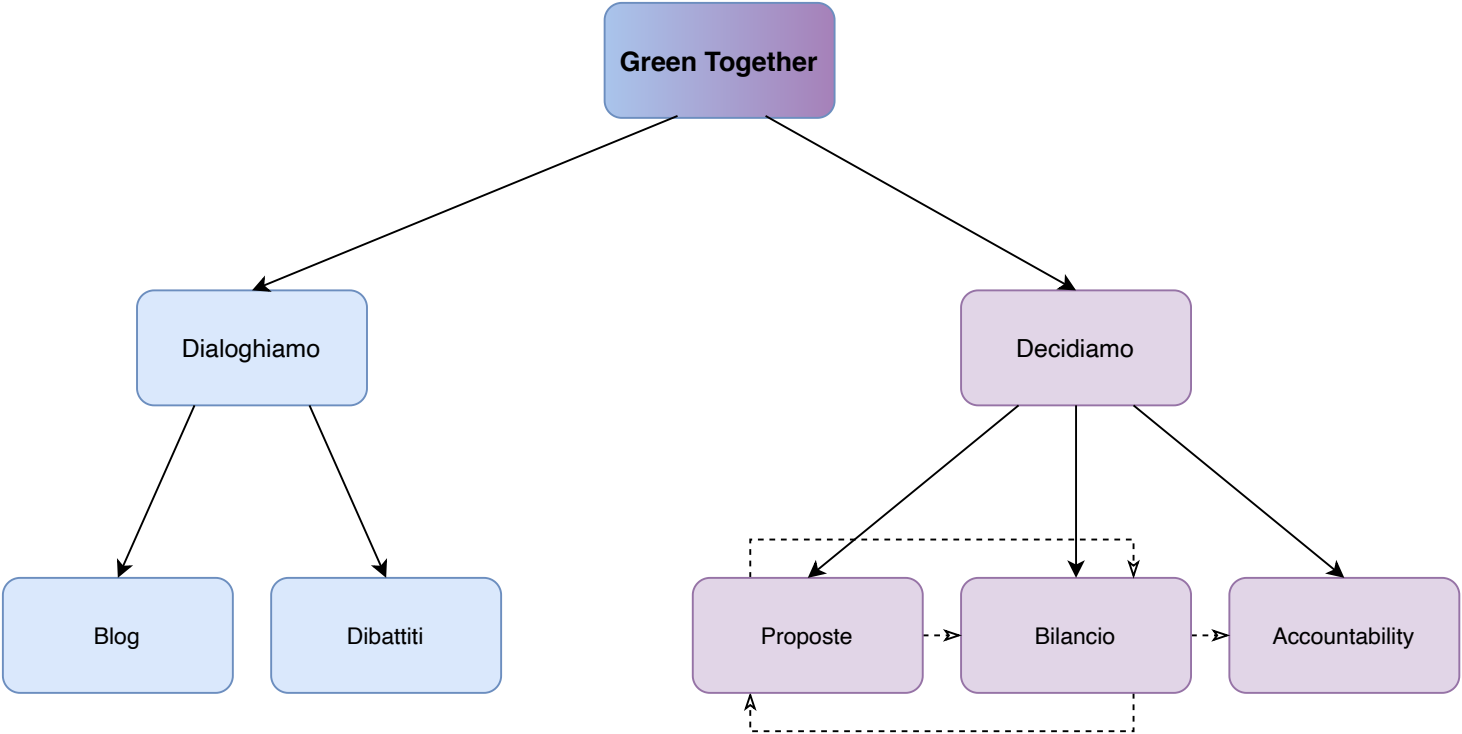 Green Together
Dialoghiamo
Decidiamo
Blog
Dibattiti
Proposte
Bilancio
Accountability